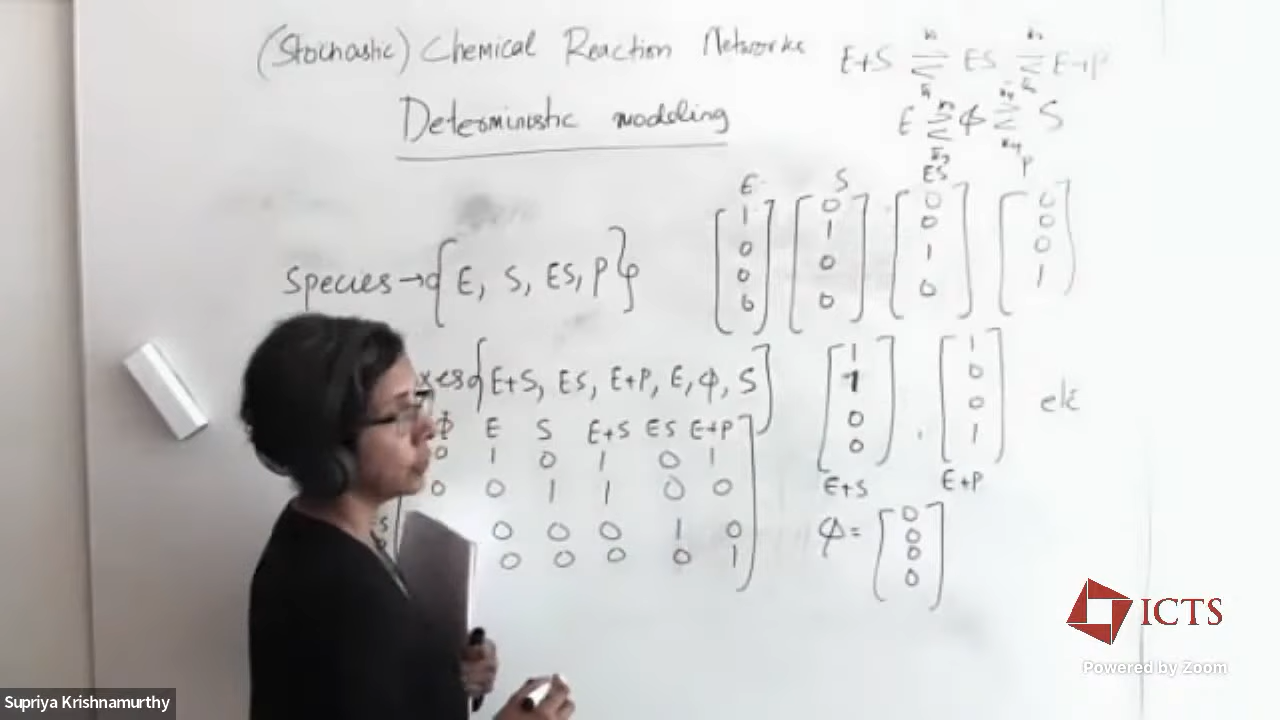 (Stochastic) Chemical Reaction Networks
E+S ⇌ ES ⇌ E+P
Deterministic modeling
E ⇌ ϕ ⇌ S
E S ES P
Species → { E, S, ES, P }
1 0 0 0
0 1 0 0
0 0 1 0
0 0 0 1
xes { E+S, ES, E+P, E, ϕ, S ]
ϕ E S E+S ES E+P
0 1 0 1 0 1
0 0 1 1 0 0
0 0 0 1 0
0 0 0 0 1
1 1
1 0
0 0
0 1
etc
E+S E+P
ϕ = 0
0
0
0
ICTS
Powered by Zoom
Supriya Krishnamurthy